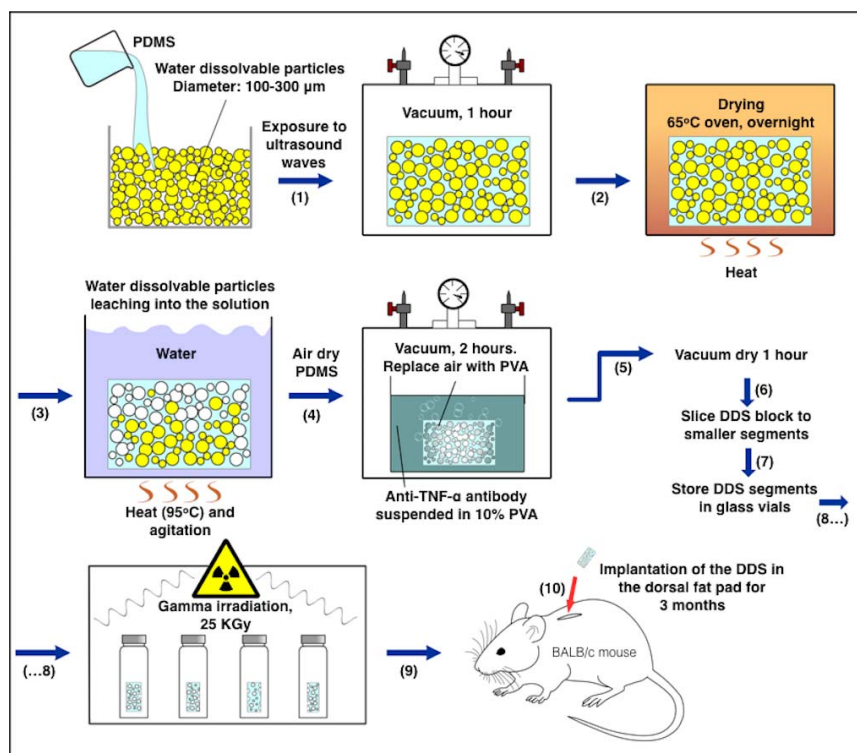 PDMS
Water dissolvable particles
Diameter: 100-300 µm
Exposure to
ultrasound
waves
(1)
Vacuum, 1 hour
(2)
Drying
65ºC oven, overnight
Heat
(3)
Water dissolvable particles
leaching into the solution
Water
Heat (95ºC) and
agitation
Air dry
PDMS
(4)
Vacuum, 2 hours.
Replace air with PVA
Anti-TNF-α antibody
suspended in 10% PVA
(5)
Vacuum dry 1 hour
(6)
Slice DDS block to
smaller segments
(7)
Store DDS segments
in glass vials
(8...)
(...8)
Gamma irradiation,
25 KGy
(9)
(10)
Implantation of the DDS in
the dorsal fat pad for
3 months
BALB/c mouse